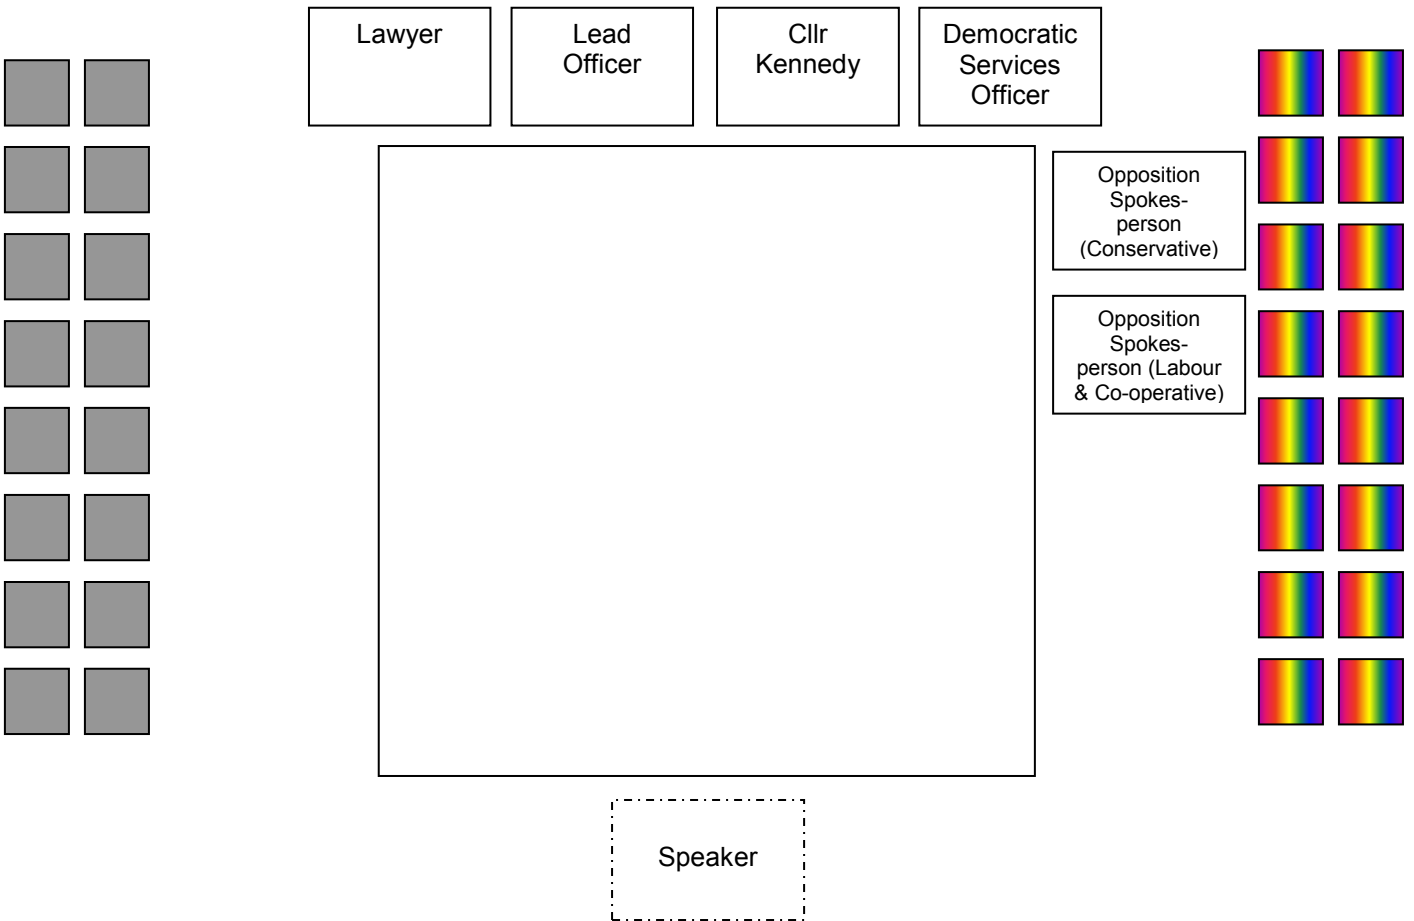 Lawyer
Lead
Officer
Cllr
Kennedy
Democratic
Services
Officer
Opposition
Spokes-
person
(Conservative)
Opposition
Spokes-
person (Labour
& Co-operative)
Speaker